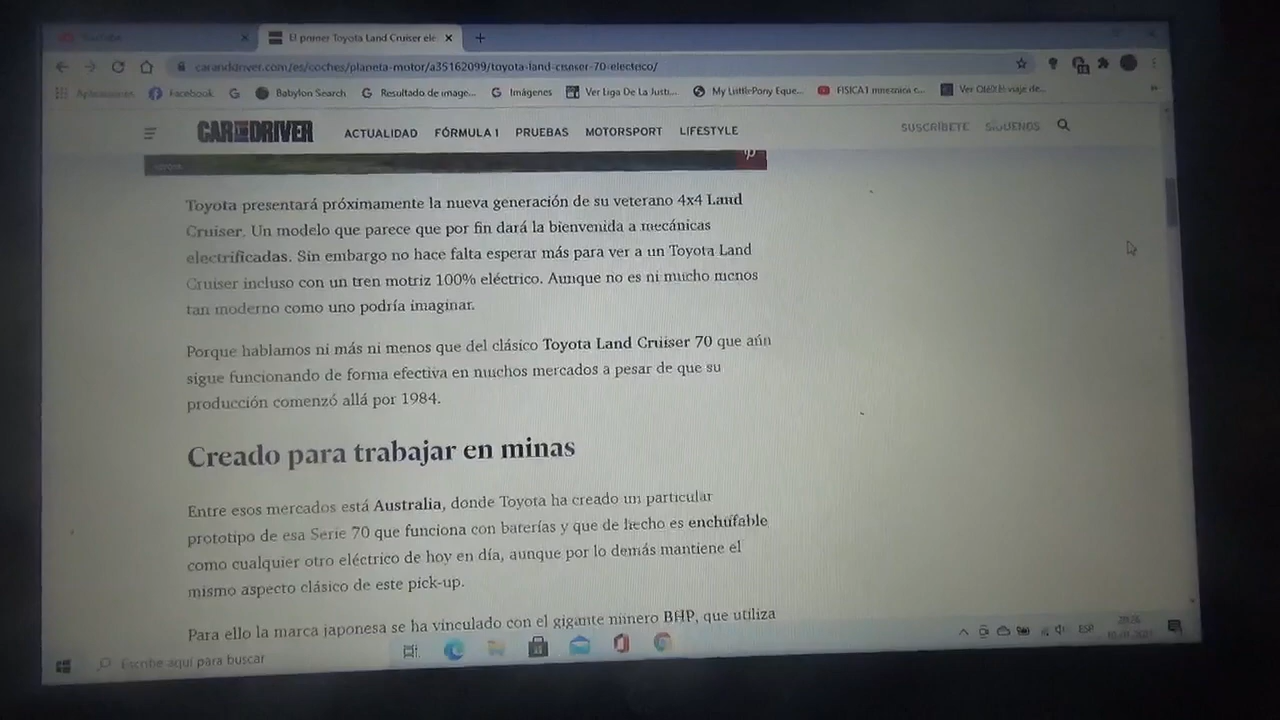 YouTube
El primer Toyota Land Cruiser ele
caranddriver.com/es/coches/planeta-motor/a35162099/toyota-land-cruiser-70-electrico/
Aplicaciones Facebook Babylon Search Resultado de image... Imágenes Ver Liga De La Justi... My LittlePony Eque... FISICA1 Ver
CAR AND DRIVER ACTUALIDAD FÓRMULA 1 PRUEBAS MOTORSPORT LIFESTYLE SUSCRÍBETE SÍGUENOS
Toyota presentará próximamente la nueva generación de su veterano 4x4 Land
Cruiser. Un modelo que parece que por fin dará la bienvenida a mecánicas
electrificadas. Sin embargo no hace falta esperar más para ver a un Toyota Land
Cruiser incluso con un tren motriz 100% eléctrico. Aunque no es ni mucho menos
tan moderno como uno podría imaginar.
Porque hablamos ni más ni menos que del clásico Toyota Land Cruiser 70 que aún
sigue funcionando de forma efectiva en muchos mercados a pesar de que su
producción comenzó allá por 1984.
Creado para trabajar en minas
Entre esos mercados está Australia, donde Toyota ha creado un particular
prototipo de esa Serie 70 que funciona con baterías y que de hecho es enchufable
como cualquier otro eléctrico de hoy en día, aunque por lo demás mantiene el
mismo aspecto clásico de este pick-up.
Para ello la marca japonesa se ha vinculado con el gigante minero BHP, que utiliza
Escribe aquí para buscar
ESP